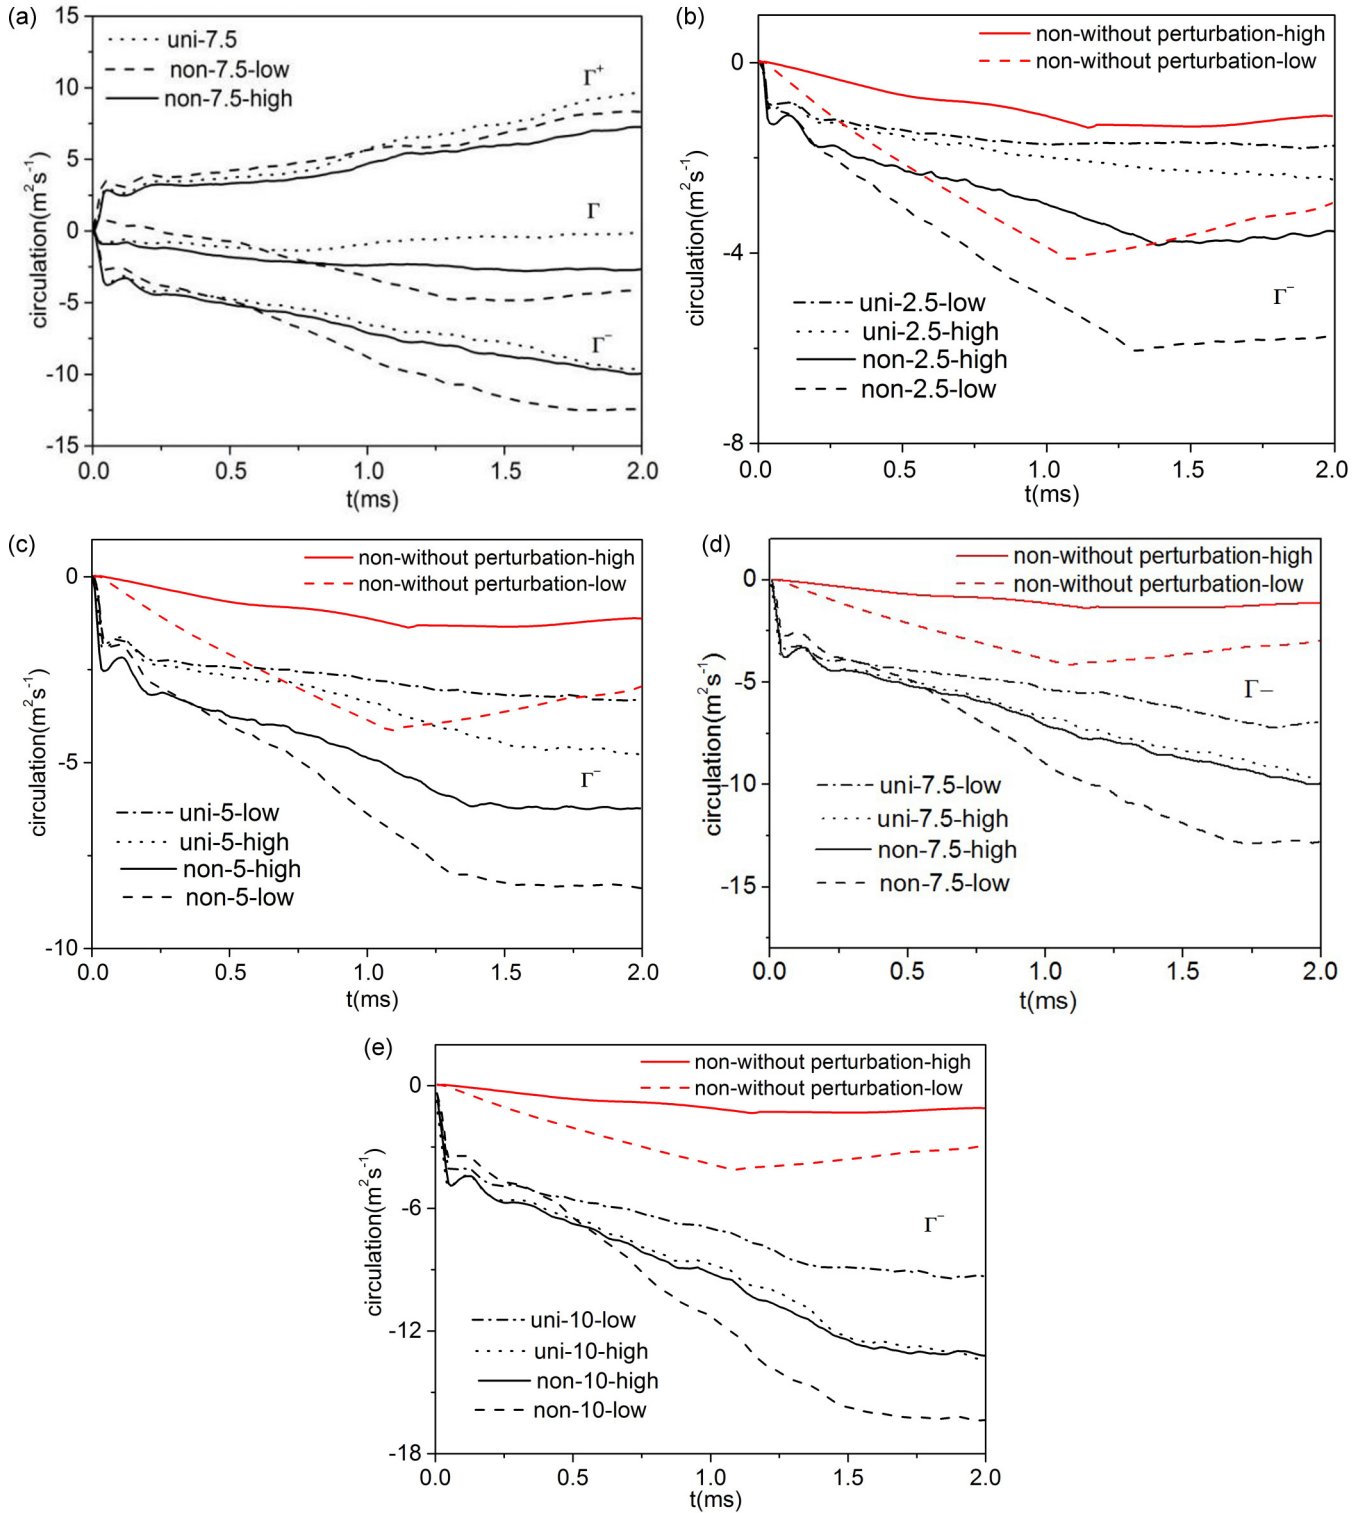 (a)
15
10
5
0
-5
-10
-15
circulation(m²s⁻¹)
uni-7.5
non-7.5-low
non-7.5-high
Γ⁺
Γ
Γ⁻
0.0 0.5 1.0 1.5 2.0
t(ms)
(b)
0
-4
-8
circulation(m²s⁻¹)
non-without perturbation-high
non-without perturbation-low
uni-2.5-low
uni-2.5-high
non-2.5-high
non-2.5-low
Γ⁻
0.0 0.5 1.0 1.5 2.0
t(ms)
(c)
0
-5
-10
circulation(m²s⁻¹)
non-without perturbation-high
non-without perturbation-low
Γ⁻
uni-5-low
uni-5-high
non-5-high
non-5-low
0.0 0.5 1.0 1.5 2.0
t(ms)
(d)
0
-5
-10
-15
circulation(m²s⁻¹)
non-without perturbation-high
non-without perturbation-low
Γ−
uni-7.5-low
uni-7.5-high
non-7.5-high
non-7.5-low
0.0 0.5 1.0 1.5 2.0
t(ms)
(e)
0
-6
-12
-18
circulation(m²s⁻¹)
non-without perturbation-high
non-without perturbation-low
Γ⁻
uni-10-low
uni-10-high
non-10-high
non-10-low
0.0 0.5 1.0 1.5 2.0
t(ms)